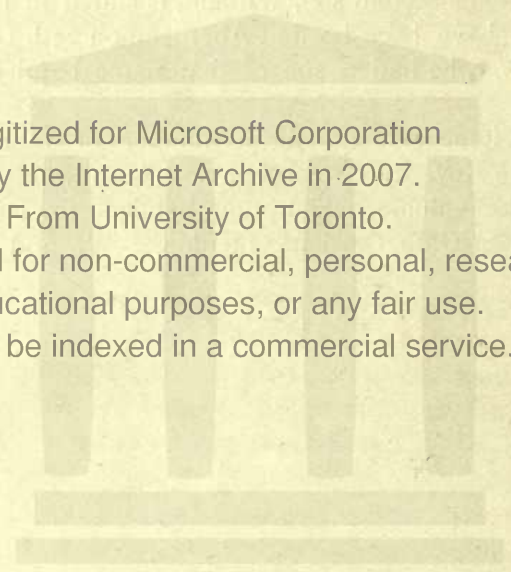 gitized for Microsoft Corporation
y the Internet Archive in 2007.
From University of Toronto.
for non-commercial, personal,
ucational purposes, or any fair use.
be indexed in a commercial service.